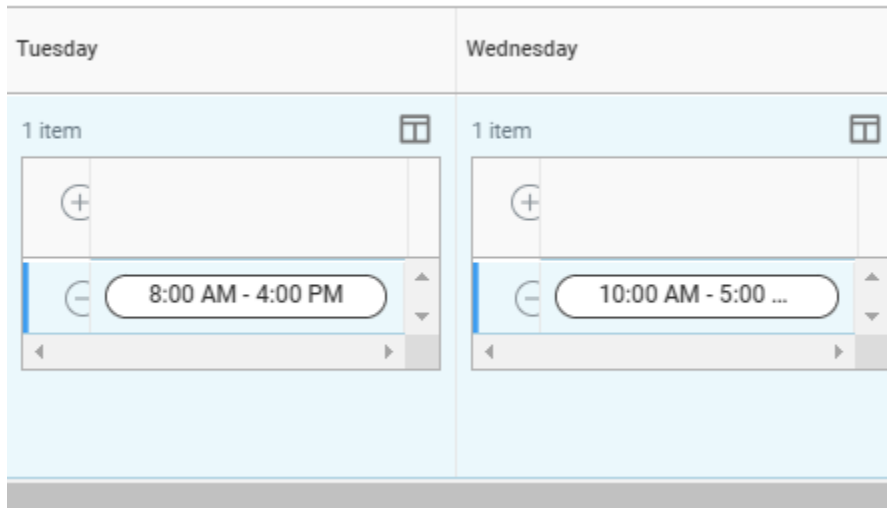 Tuesday
Wednesday
1 item
1 item
8:00 AM - 4:00 PM
10:00 AM - 5:00 ...